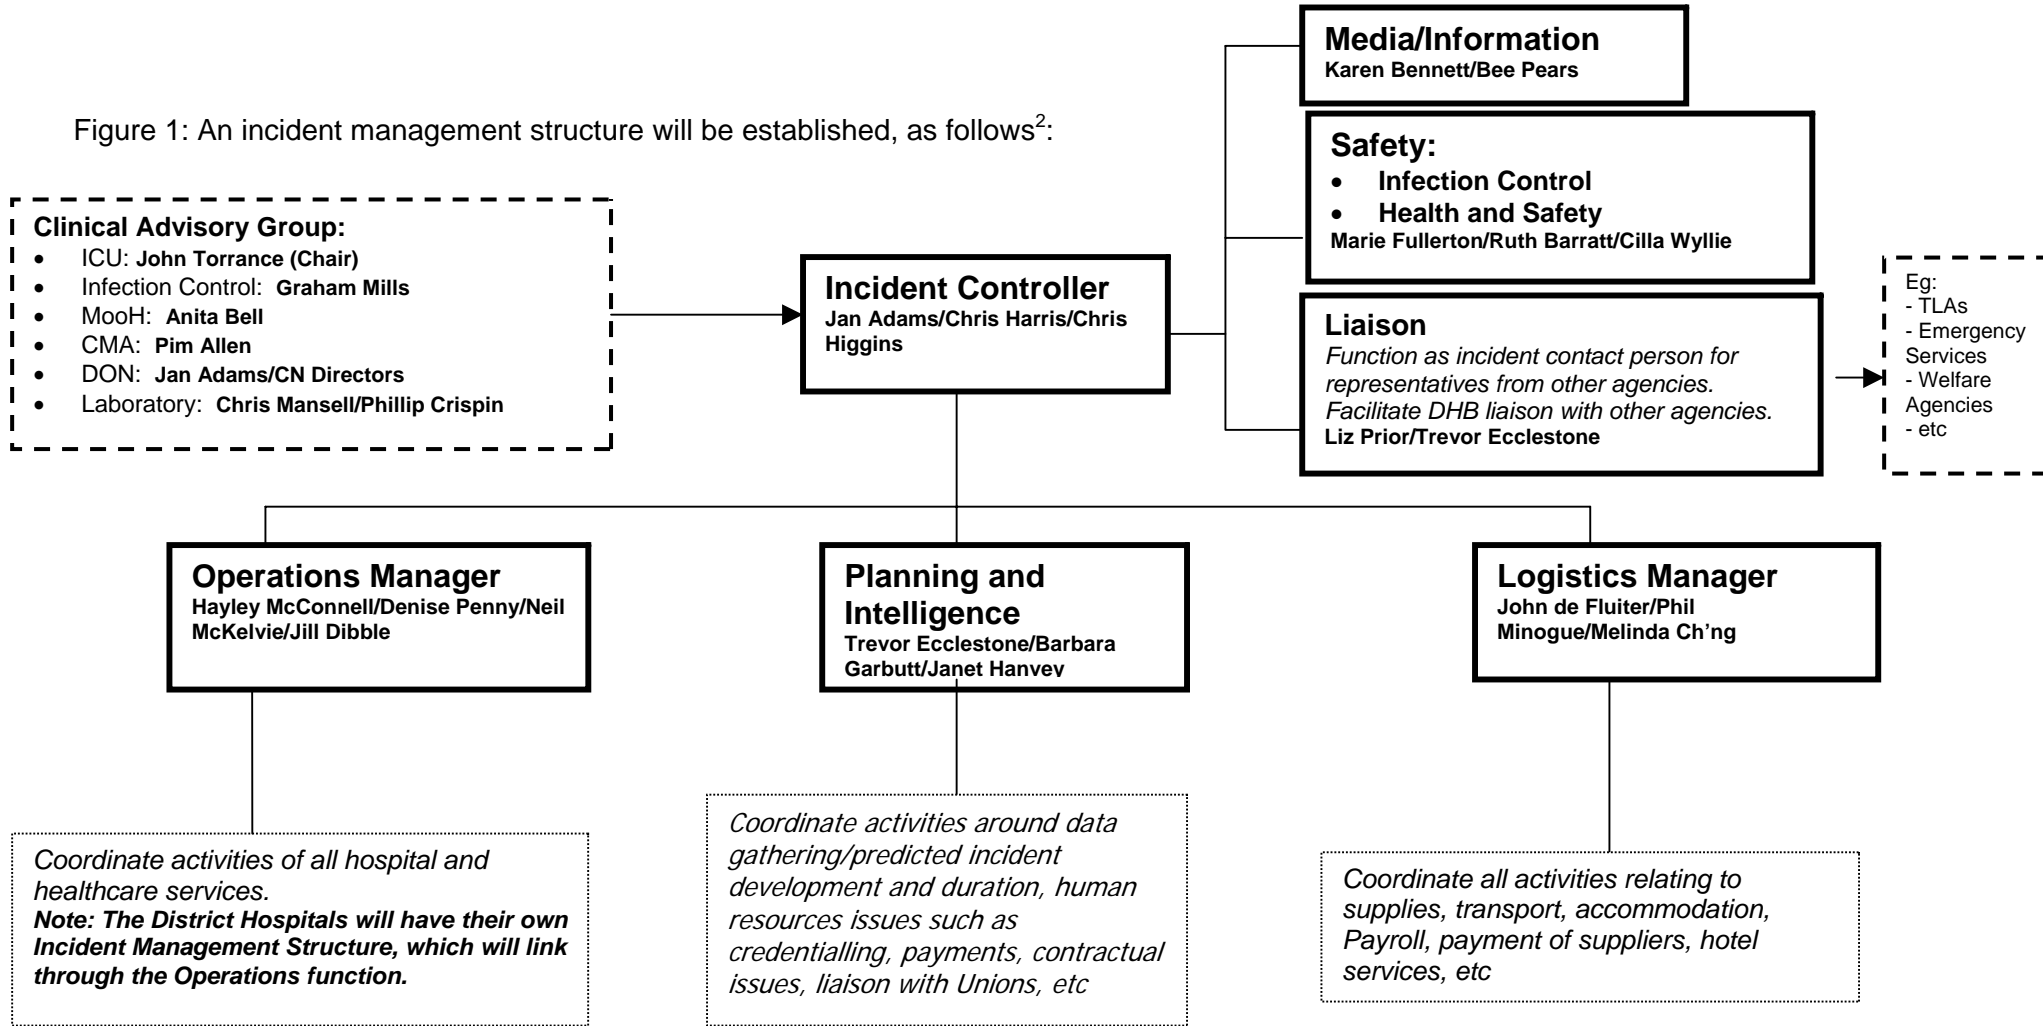 Figure 1: An incident management structure will be established, as follows2:
Media/Information
Karen Bennett/Bee Pears
Safety:
• Infection Control
• Health and Safety
Marie Fullerton/Ruth Barratt/Cilla Wyllie
Clinical Advisory Group:
• ICU: John Torrance (Chair)
• Infection Control: Graham Mills
• MooH: Anita Bell
• CMA: Pim Allen
• DON: Jan Adams/CN Directors
• Laboratory: Chris Mansell/Phillip Crispin
Incident Controller
Jan Adams/Chris Harris/Chris
Higgins
Liaison
Function as incident contact person for
representatives from other agencies.
Facilitate DHB liaison with other agencies.
Liz Prior/Trevor Ecclestone
Eg:
- TLAs
- Emergency
Services
- Welfare
Agencies
- etc
Operations Manager
Hayley McConnell/Denise Penny/Neil
McKelvie/Jill Dibble
Planning and
Intelligence
Trevor Ecclestone/Barbara
Garbutt/Janet Hanvey
Logistics Manager
John de Fluiter/Phil
Minogue/Melinda Ch'ng
Coordinate activities of all hospital and
healthcare services.
Note: The District Hospitals will have their own
Incident Management Structure, which will link
through the Operations function.
Coordinate activities around data
gathering/predicted incident
development and duration, human
resources issues such as
credentialling, payments, contractual
issues, liaison with Unions, etc
Coordinate all activities relating to
supplies, transport, accommodation,
Payroll, payment of suppliers, hotel
services, etc